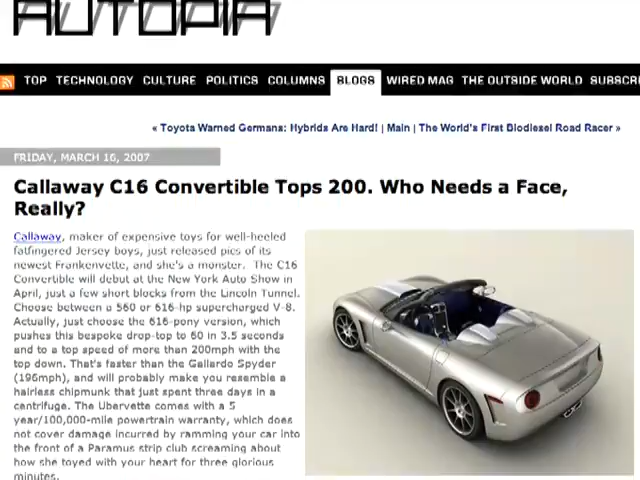 AUTOPIA
TOP TECHNOLOGY CULTURE POLITICS COLUMNS BLOGS WIRED MAG THE OUTSIDE WORLD SUBSCRI
« Toyota Warned Germans: Hybrids Are Hard! | Main | The World's First Biodiesel Road Racer »
FRIDAY, MARCH 16, 2007
Callaway C16 Convertible Tops 200. Who Needs a Face,
Really?
Callaway, maker of expensive toys for well-heeled
fatfingered Jersey boys, just released pics of its
newest Frankenvette, and she's a monster. The C16
Convertible will debut at the New York Auto Show in
April, just a few short blocks from the Lincoln Tunnel.
Choose between a 560 or 616-hp supercharged V-8.
Actually, just choose the 616-pony version, which
pushes this bespoke drop-top to 60 in 3.5 seconds
and to a top speed of more than 200mph with the
top down. That's faster than the Gallardo Spyder
(196mph), and will probably make you resemble a
hairless chipmunk that just spent three days in a
centrifuge. The Ubervette comes with a 5
year/100,000-mile powertrain warranty, which does
not cover damage incurred by ramming your car into
the front of a Paramus strip club screaming about
how she toyed with your heart for three glorious
minutes.